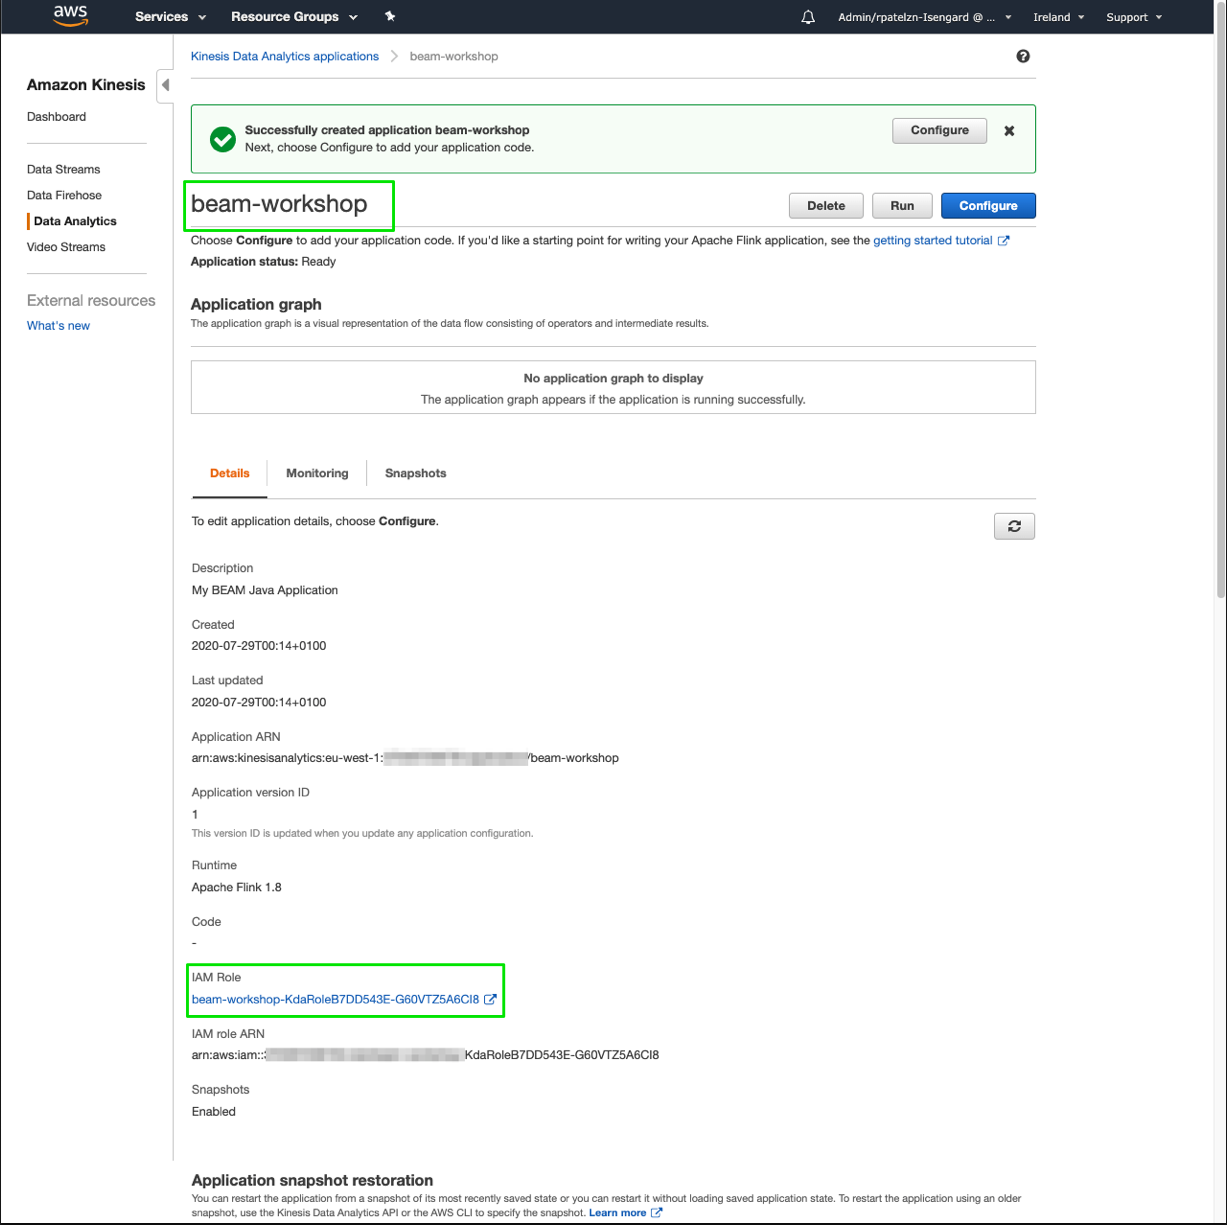 aws Services Resource Groups Admin/rpatelzn-Isengard @ ... Ireland Support
Kinesis Data Analytics applications beam-workshop
Amazon Kinesis
Dashboard
Data Streams
Data Firehose
Data Analytics
Video Streams
External resources
What's new
Successfully created application beam-workshop
Next, choose Configure to add your application code.
Configure
beam-workshop
Delete Run Configure
Choose Configure to add your application code. If you'd like a starting point for writing your Apache Flink application, see the getting started tutorial
Application status: Ready
Application graph
The application graph is a visual representation of the data flow consisting of operators and intermediate results.
No application graph to display
The application graph appears if the application is running successfully.
Details Monitoring Snapshots
To edit application details, choose Configure.
Description
My BEAM Java Application
Created
2020-07-29T00:14+0100
Last updated
2020-07-29T00:14+0100
Application ARN
arn:aws:kinesisanalytics:eu-west-1: /beam-workshop
Application version ID
1
This version ID is updated when you update any application configuration.
Runtime
Apache Flink 1.8
Code
-
IAM Role
beam-workshop-KdaRoleB7DD543E-G60VTZ5A6CI8
IAM role ARN
arn:aws:iam:: KdaRoleB7DD543E-G60VTZ5A6CI8
Snapshots
Enabled
Application snapshot restoration
You can restart the application from a snapshot of its most recently saved state or you can restart it without loading saved application state. To restart the application using an older
snapshot, use the Kinesis Data Analytics API or the AWS CLI to specify the snapshot. Learn more